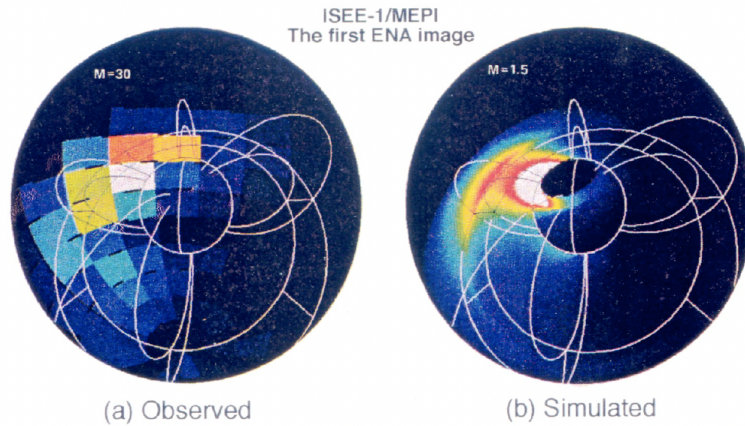 ISEE-1/MEPI
The first ENA image
M=30
M=1.5
(a) Observed
(b) Simulated